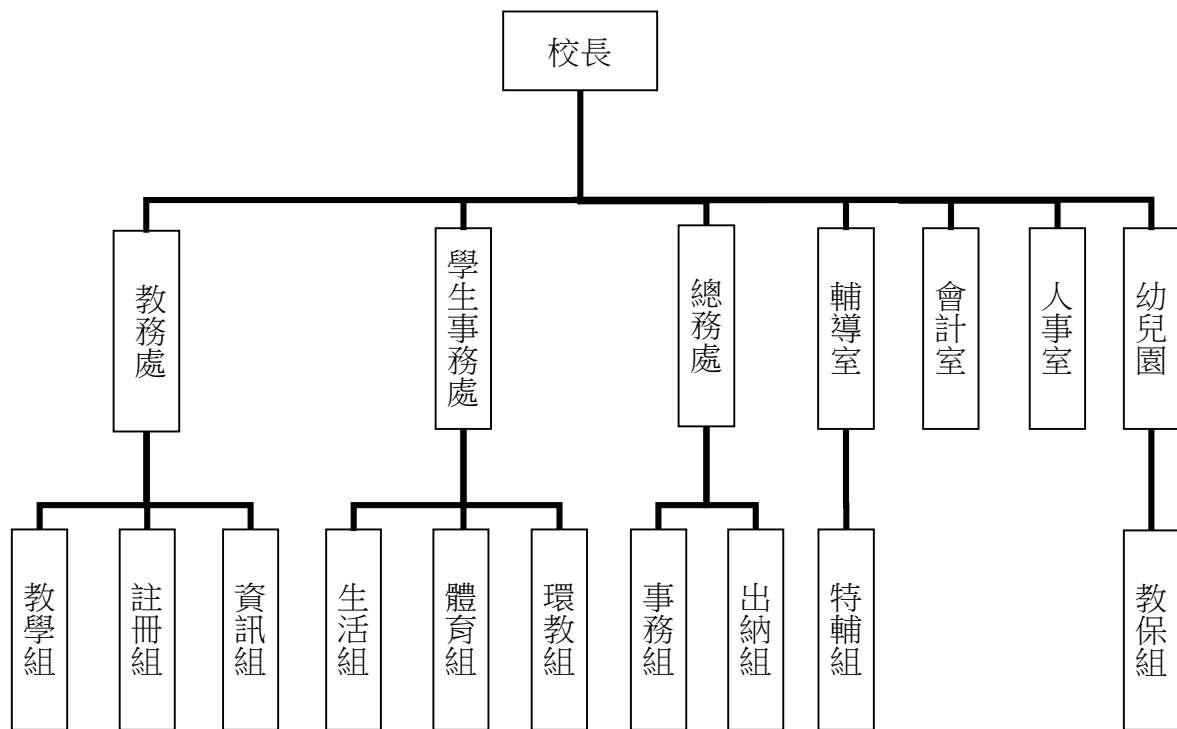 校長
教務處
學生事務處
總務處
輔導室
會計室
人事室
幼兒園
教學組
註冊組
資訊組
生活組
體育組
環教組
事務組
出納組
特輔組
教保組